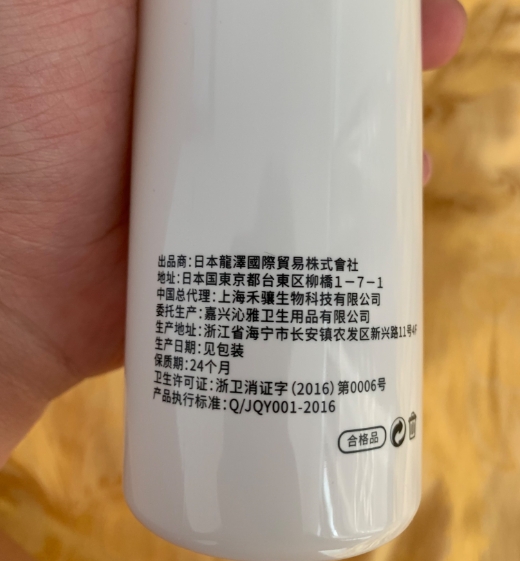 出品商:日本龍澤國際貿易株式會社
地址:日本国東京都台東区柳橋1-7-1
中国总代理:上海禾骧生物科技有限公司
委托生产:嘉兴沁雅卫生用品有限公司
生产地址:浙江省海宁市长安镇农发区新兴路11号4F
生产日期:见包装
保质期:24个月
卫生许可证:浙卫消证字(2016)第0006号
产品执行标准:Q/JQY001-2016
合格品